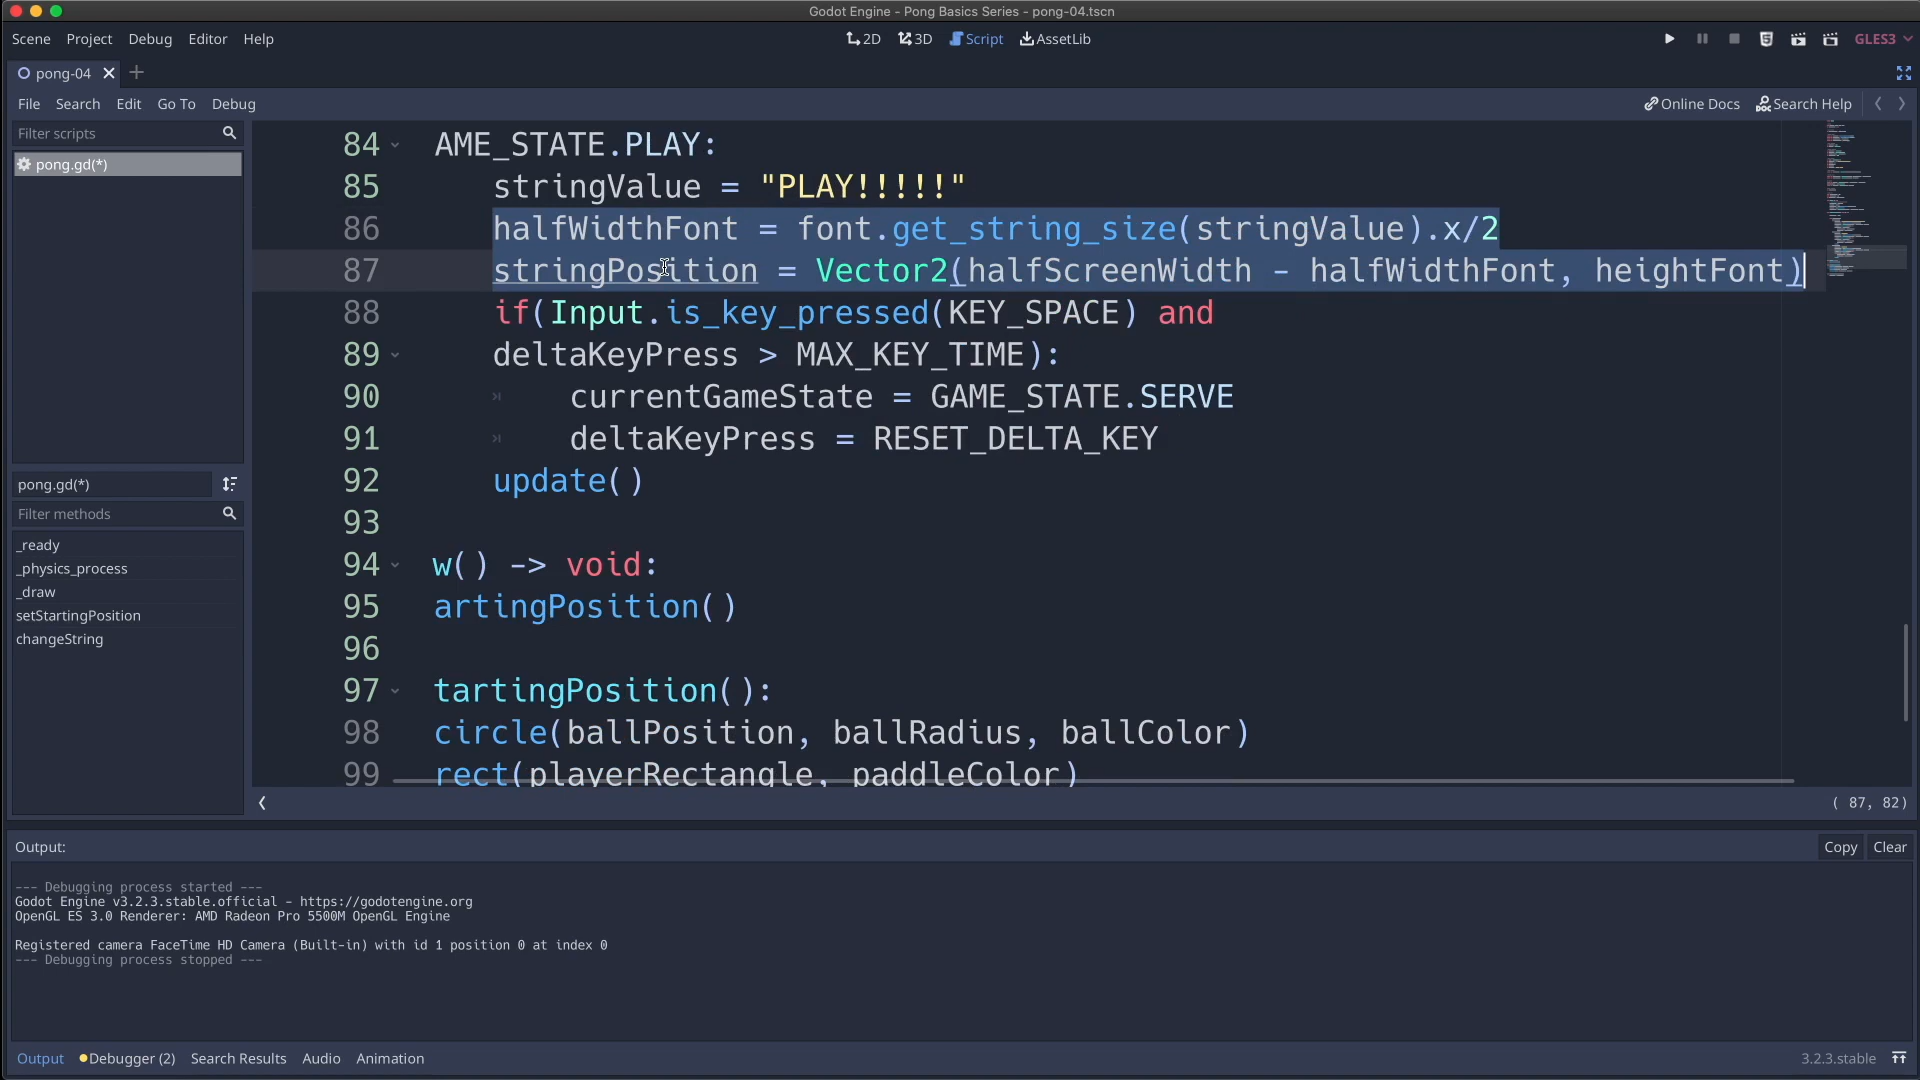 Godot Engine - Pong Basics Series - pong-04.tscn
Scene Project Debug Editor Help
2D 3D Script AssetLib
GLES3
pong-04
File Search Edit Go To Debug
Online Docs Search Help
Filter scripts
pong.gd(*)
pong.gd(*)
Filter methods
_ready
_physics_process
_draw
setStartingPosition
changeString
84 AME_STATE.PLAY:
85 stringValue = "PLAY!!!!!"
86 halfWidthFont = font.get_string_size(stringValue).x/2
87 stringPosition = Vector2(halfScreenWidth - halfWidthFont, heightFont)
88 if(Input.is_key_pressed(KEY_SPACE) and
89 deltaKeyPress > MAX_KEY_TIME):
90 currentGameState = GAME_STATE.SERVE
91 deltaKeyPress = RESET_DELTA_KEY
92 update()
93
94 w() -> void:
95 artingPosition()
96
97 tartingPosition():
98 circle(ballPosition, ballRadius, ballColor)
99 rect(playerRectangle, paddleColor)
( 87, 82)
Output:
Copy Clear
--- Debugging process started ---
Godot Engine v3.2.3.stable.official - https://godotengine.org
OpenGL ES 3.0 Renderer: AMD Radeon Pro 5500M OpenGL Engine
Registered camera FaceTime HD Camera (Built-in) with id 1 position 0 at index 0
--- Debugging process stopped ---
Output Debugger (2) Search Results Audio Animation
3.2.3.stable